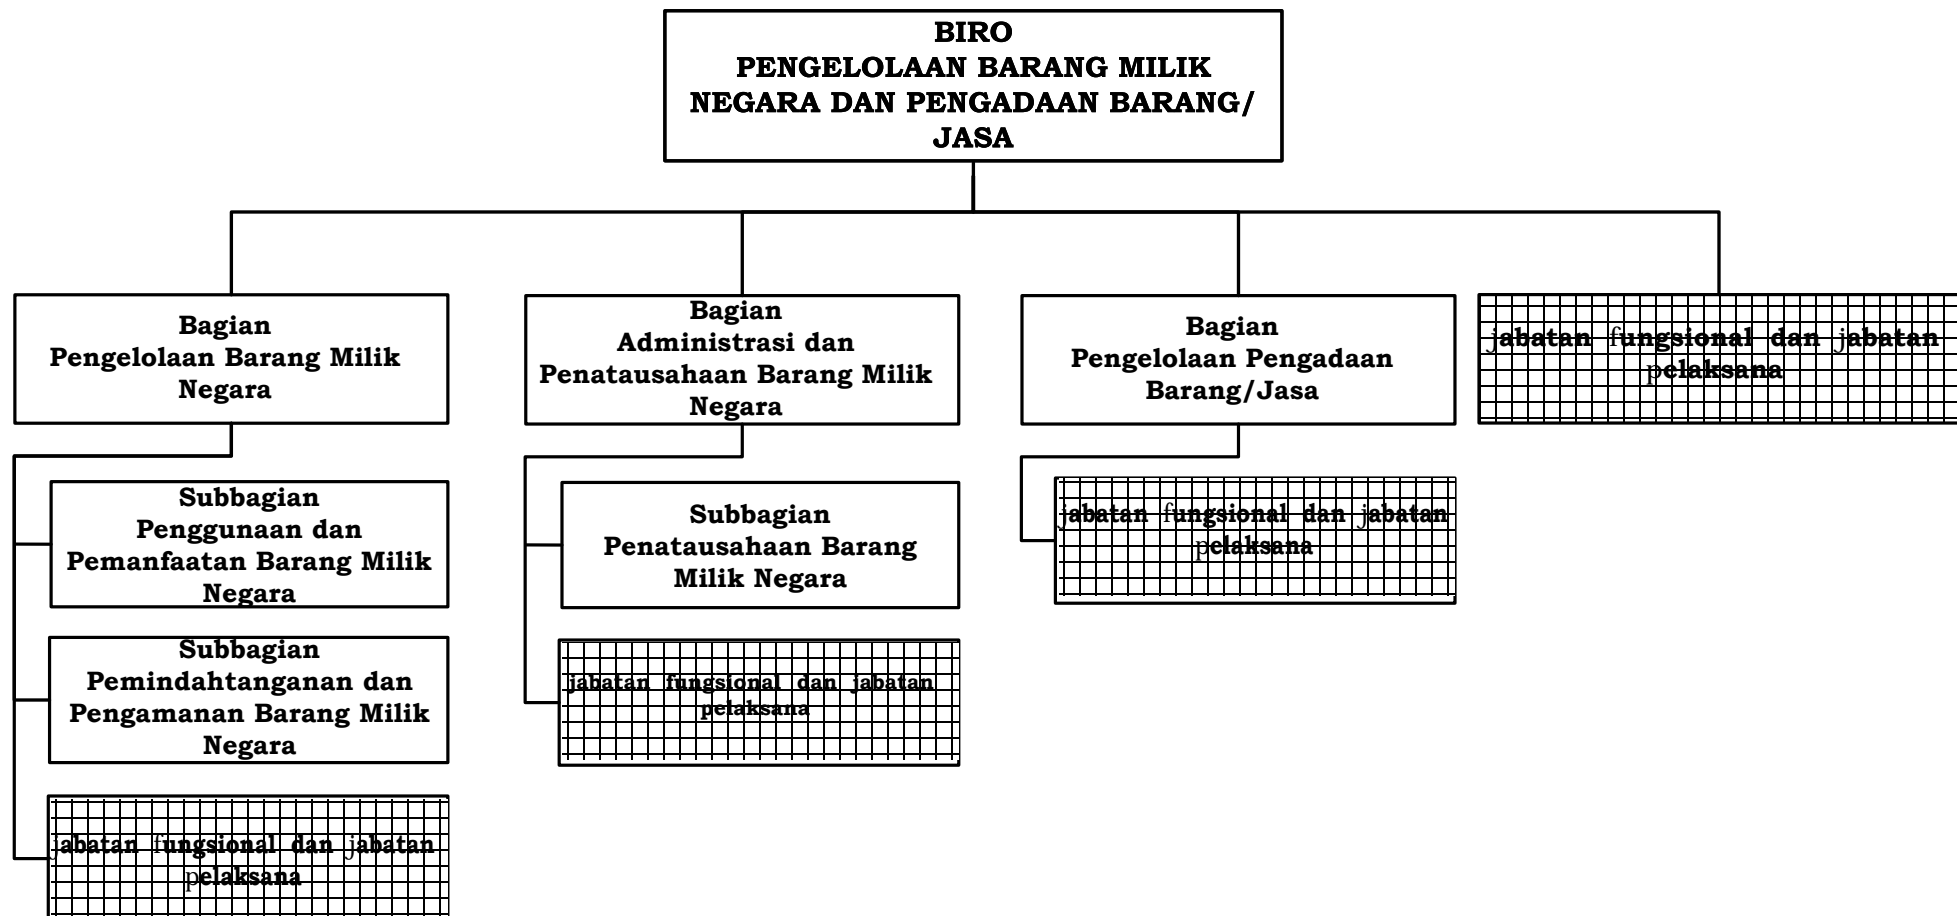 BIRO
PENGELOLAAN BARANG MILIK
NEGARA DAN PENGADAAN BARANG/
JASA
Bagian
Pengelolaan Barang Milik
Negara
Bagian
Administrasi dan
Penatausahaan Barang Milik
Negara
Bagian
Pengelolaan Pengadaan
Barang/Jasa
jabatan fungsional dan jabatan
pelaksana
Subbagian
Penggunaan dan
Pemanfaatan Barang Milik
Negara
Subbagian
Pemindahtanganan dan
Pengamanan Barang Milik
Negara
jabatan fungsional dan jabatan
pelaksana
Subbagian
Penatausahaan Barang
Milik Negara
jabatan fungsional dan jabatan
pelaksana
jabatan fungsional dan jabatan
pelaksana